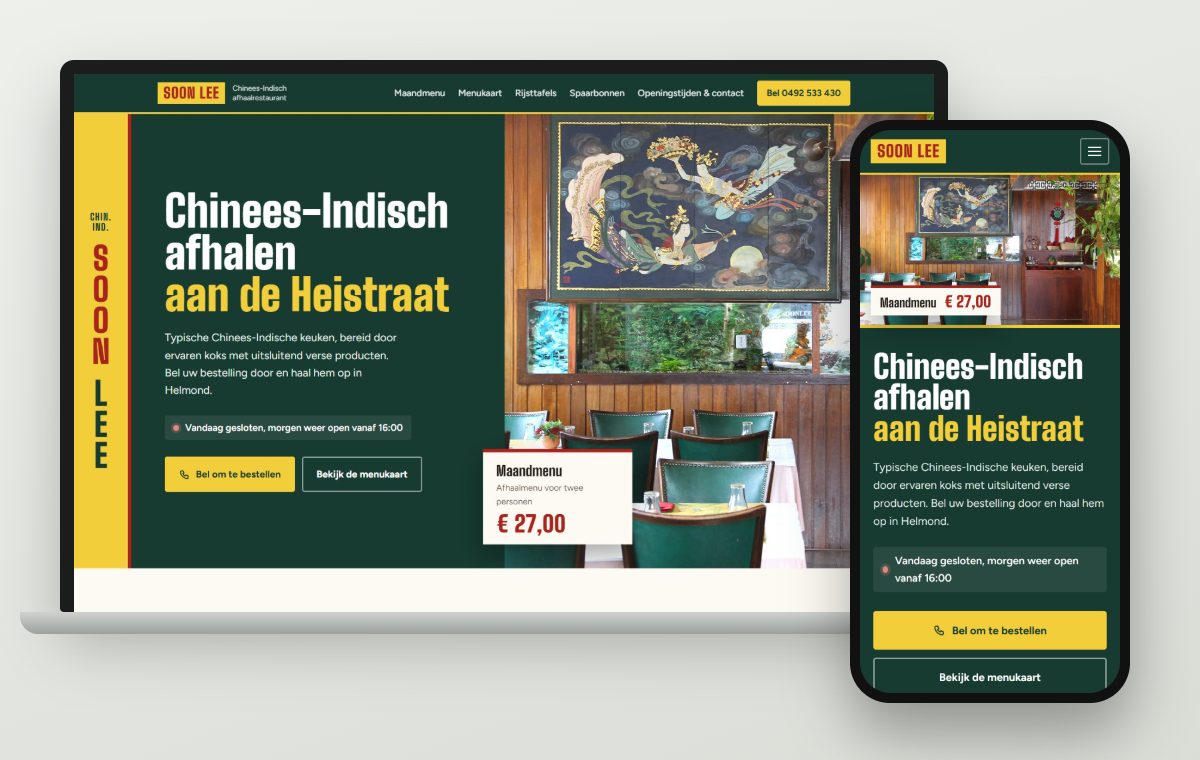 SOON LEE
Chinees-Indisch
afhaalrestaurant
Maandmenu
Menukaart
Rijsttafels
Spaarbonnen
Openingstijden & contact
Bel 0492 533 430
CHIN.
IND.
SOON
LEE
Chinees-Indisch
afhalen
aan de Heistraat
Typische Chinees-Indische keuken, bereid door
ervaren koks met uitsluitend verse producten.
Bel uw bestelling door en haal hem op in
Helmond.
Vandaag gesloten, morgen weer open vanaf 16:00
Bel om te bestellen
Bekijk de menukaart
SOONLEE
Maandmenu
Afhaalmenu voor twee
personen
€ 27,00
SOON LEE
Maandmenu € 27,00
Chinees-Indisch
afhalen
aan de Heistraat
Typische Chinees-Indische keuken, bereid
door ervaren koks met uitsluitend verse
producten. Bel uw bestelling door en haal hem
op in Helmond.
Vandaag gesloten, morgen weer open
vanaf 16:00
Bel om te bestellen
Bekijk de menukaart